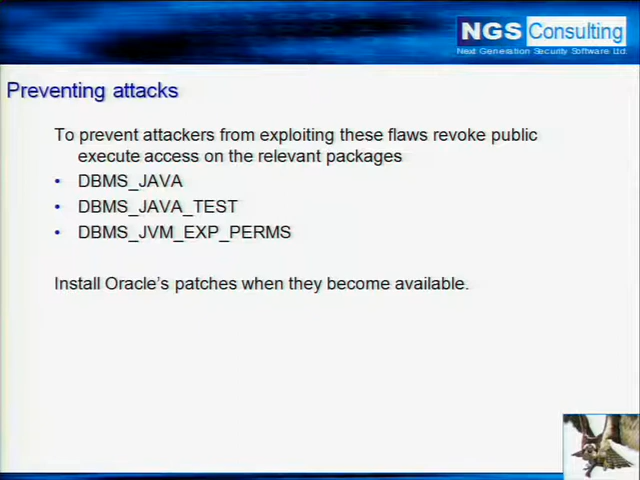 NGS Consulting
Next Generation Security Software Ltd.
Preventing attacks
To prevent attackers from exploiting these flaws revoke public
execute access on the relevant packages
• DBMS_JAVA
• DBMS_JAVA_TEST
• DBMS_JVM_EXP_PERMS
Install Oracle's patches when they become available.